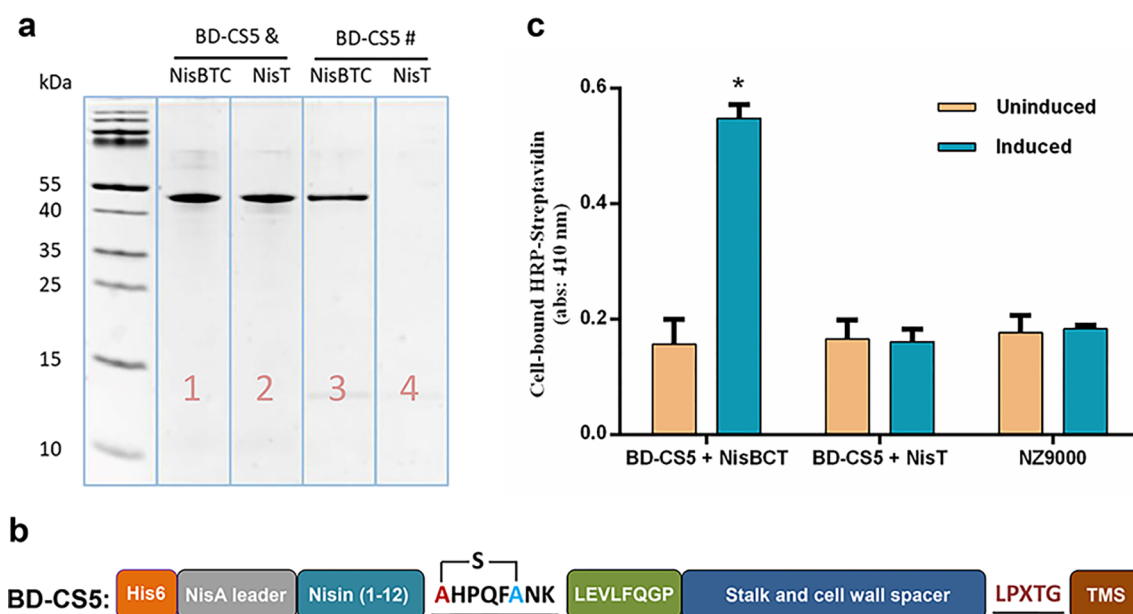 a
BD-CS5 & BD-CS5 #
kDa NisBTC NisT NisBTC NisT
55
40
35
25
15
10
1 2 3 4
c
Cell-bound HRP-Streptavidin
(abs: 410 nm)
0.6
0.4
0.2
0.0
*
Uninduced
Induced
BD-CS5 + NisBCT BD-CS5 + NisT NZ9000
b
S
BD-CS5: His6 NisA leader Nisin (1-12) AHPQFANK LEVLFQGP Stalk and cell wall spacer LPXTG TMS